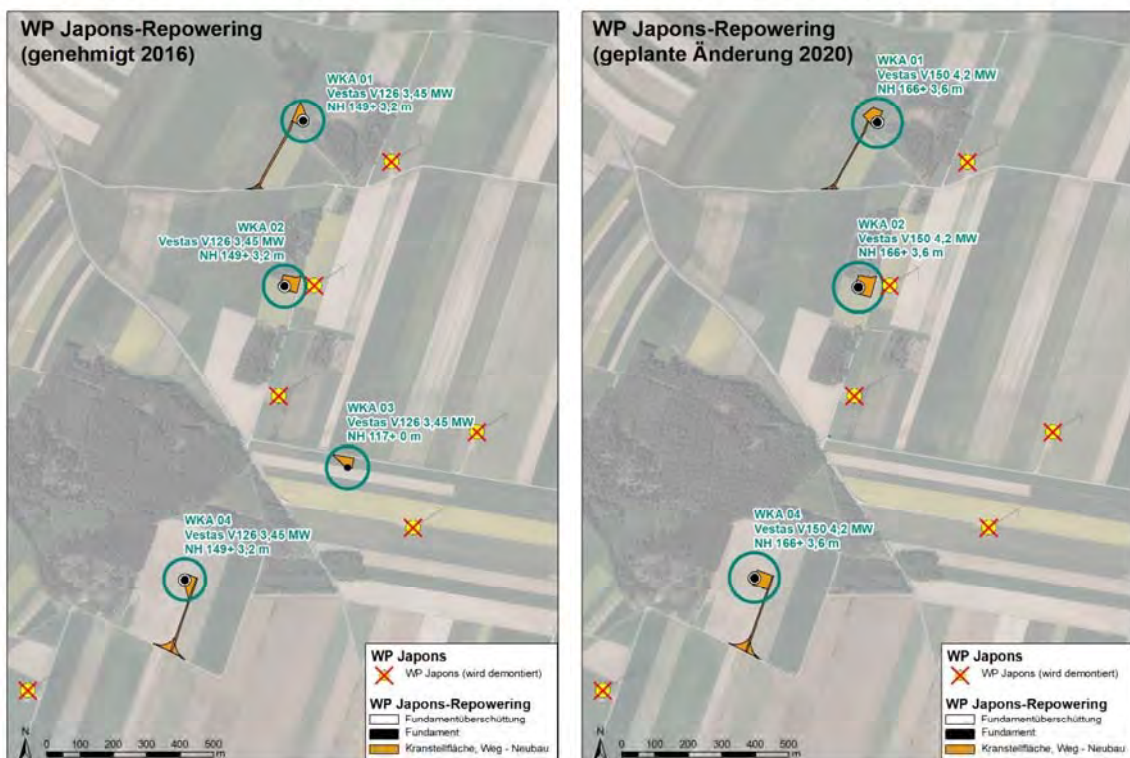 WP Japons-Repowering
(genehmigt 2016)
WKA 01
Vestas V126 3,45 MW
NH 149+ 3,2 m
WKA 02
Vestas V126 3,45 MW
NH 149+ 3,2 m
WKA 03
Vestas V126 3,45 MW
NH 117+ 0 m
WKA 04
Vestas V126 3,45 MW
NH 149+ 3,2 m
WP Japons
WP Japons (wird demontiert)
WP Japons-Repowering
Fundamentüberschüttung
Fundament
Kranstellfläche, Weg - Neubau
N
0 100 200 300 400 500
m
WP Japons-Repowering
(geplante Änderung 2020)
WKA 01
Vestas V150 4,2 MW
NH 166+ 3,6 m
WKA 02
Vestas V150 4,2 MW
NH 166+ 3,6 m
WKA 04
Vestas V150 4,2 MW
NH 166+ 3,6 m
WP Japons
WP Japons (wird demontiert)
WP Japons-Repowering
Fundamentüberschüttung
Fundament
Kranstellfläche, Weg - Neubau
N
0 100 200 300 400 500
m